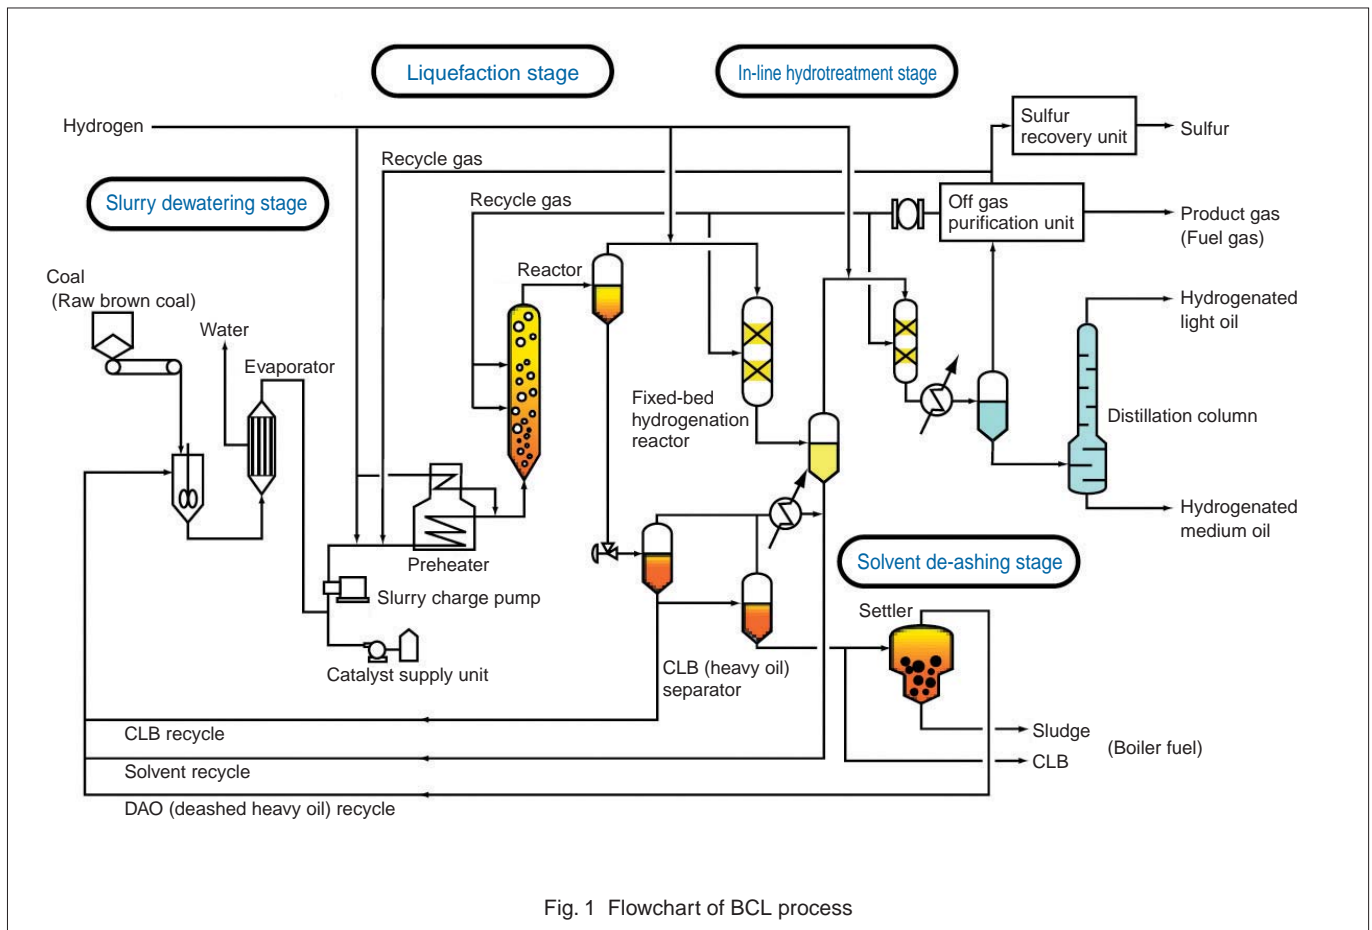 Liquefaction stage
In-line hydrotreatment stage
Hydrogen
Sulfur
recovery unit
Sulfur
Recycle gas
Slurry dewatering stage
Recycle gas
Off gas
purification unit
Product gas
(Fuel gas)
Coal
(Raw brown coal)
Reactor
Hydrogenated
light oil
Water
Evaporator
Fixed-bed
hydrogenation
reactor
Distillation column
Hydrogenated
medium oil
Preheater
Solvent de-ashing stage
Slurry charge pump
Settler
Catalyst supply unit
CLB (heavy oil)
separator
CLB recycle
Sludge
(Boiler fuel)
CLB
Solvent recycle
DAO (deashed heavy oil) recycle
Fig. 1 Flowchart of BCL process